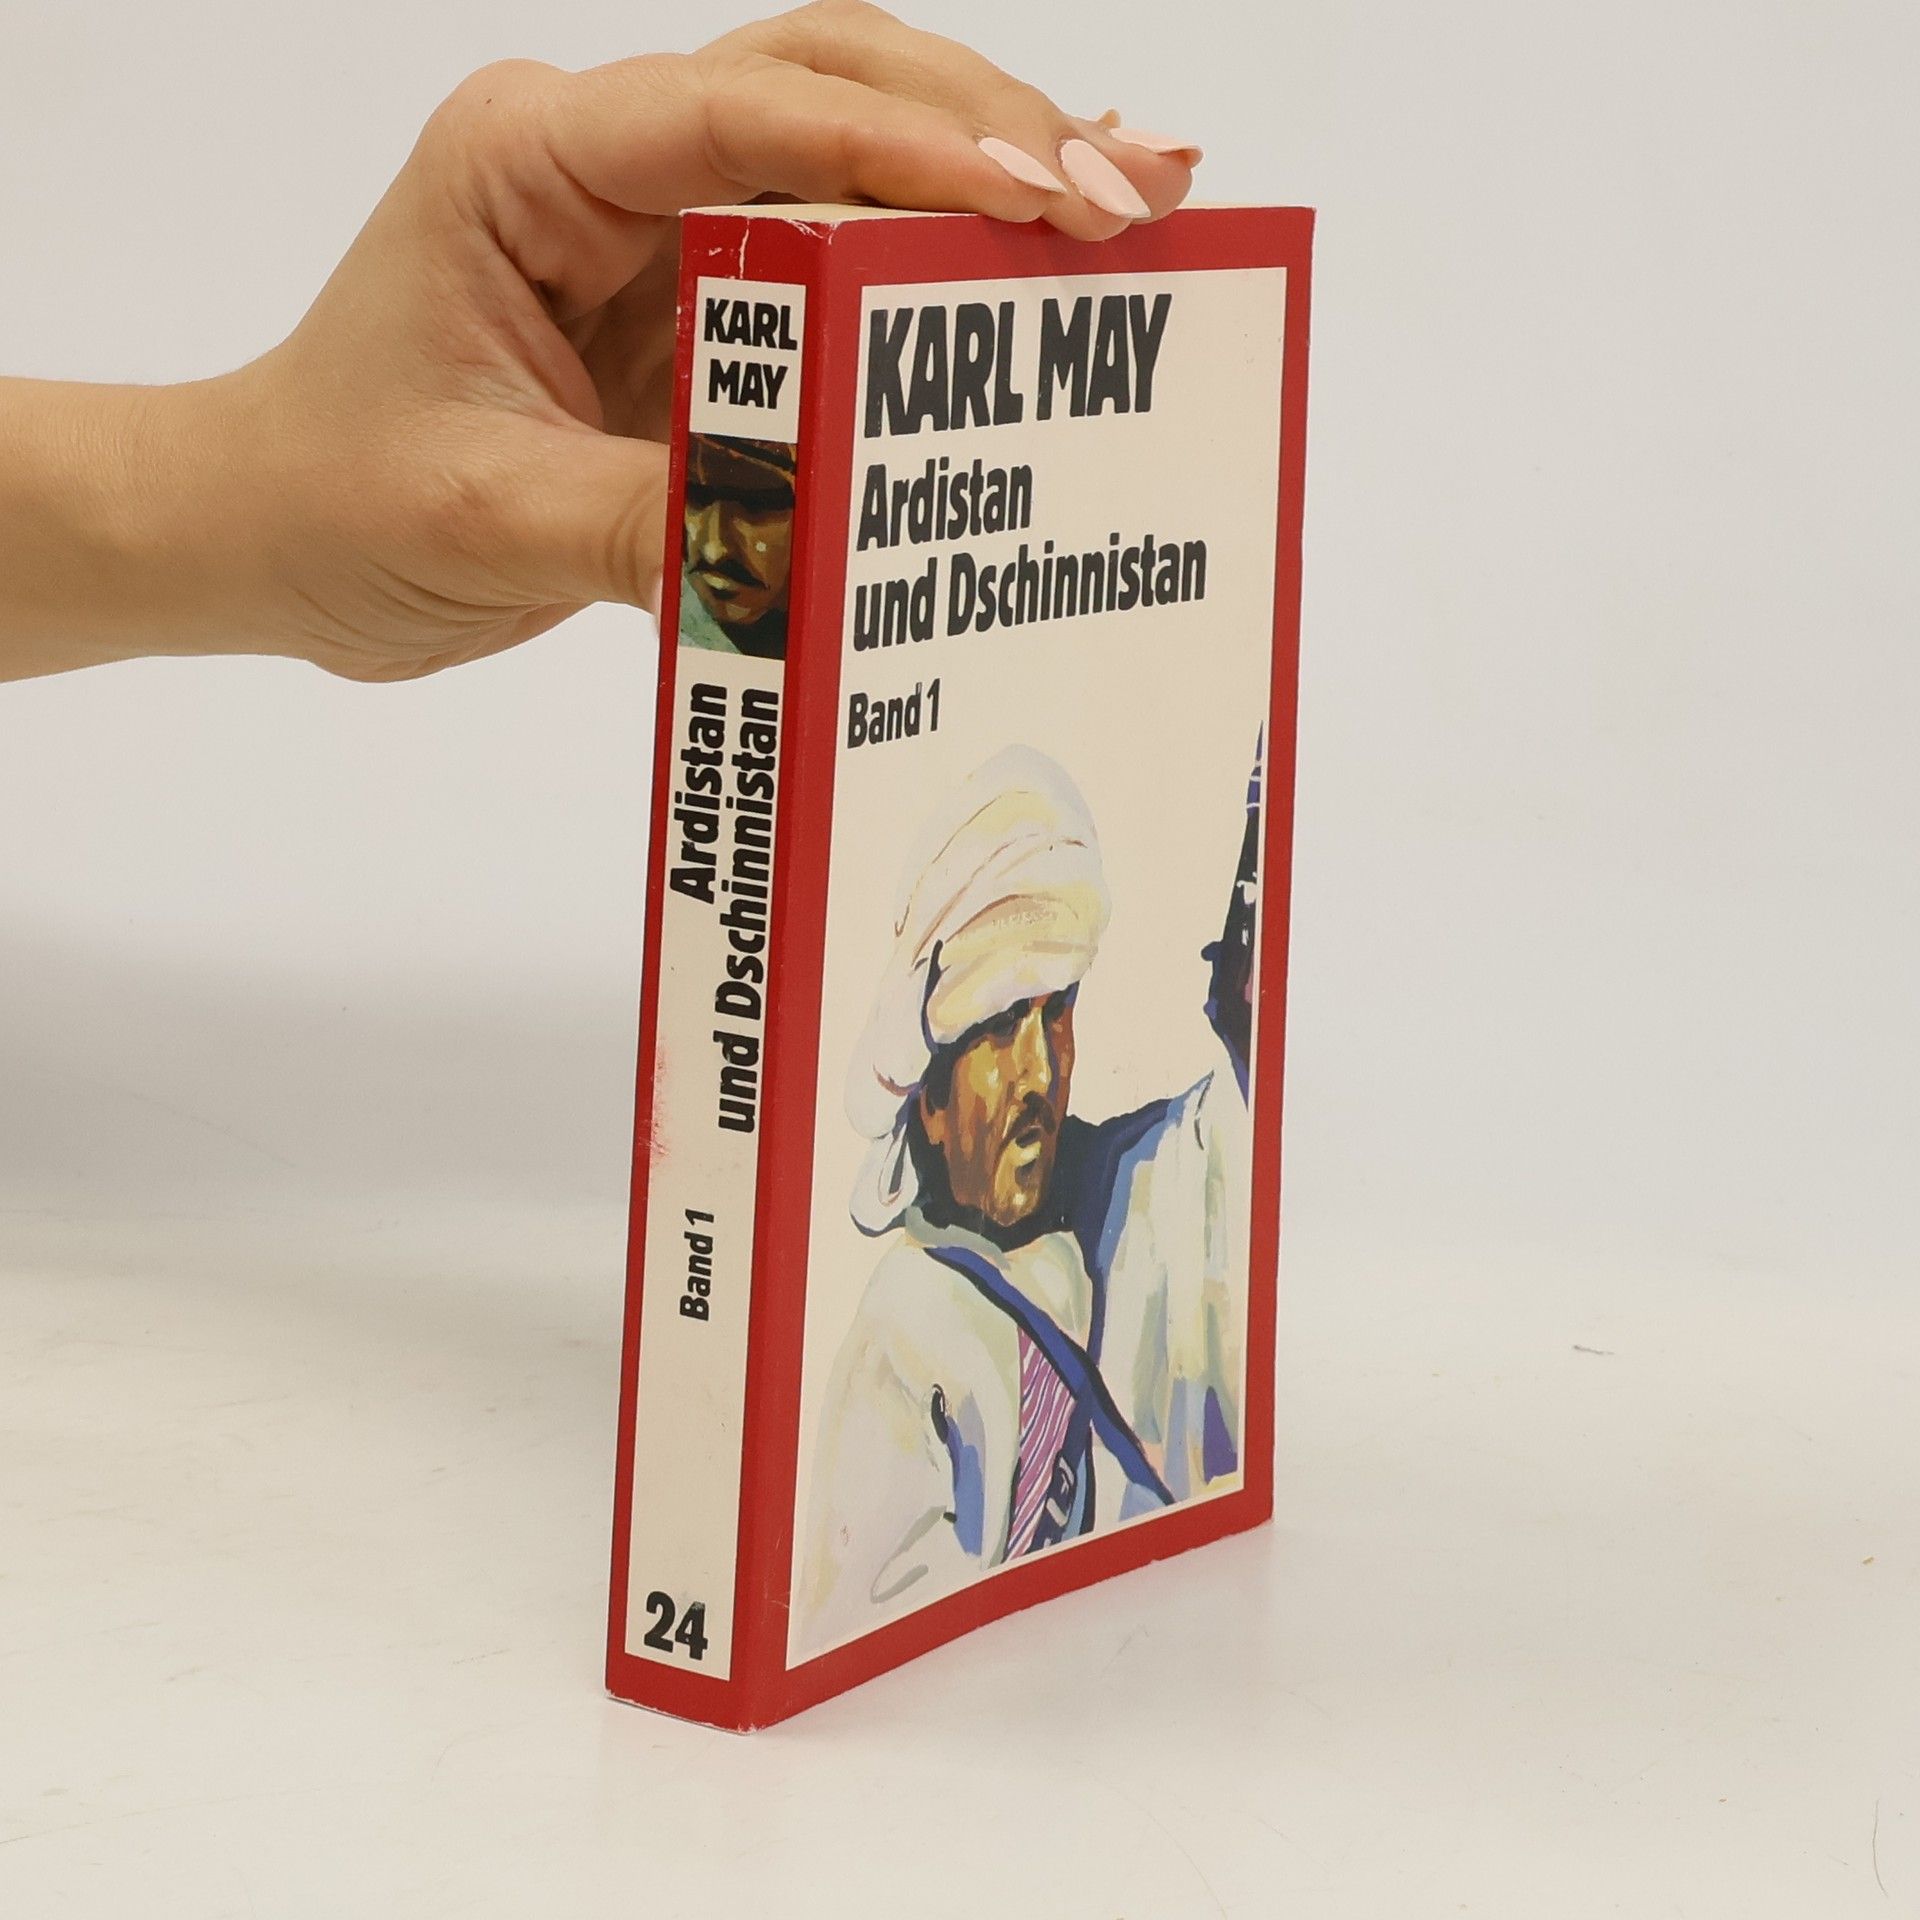 KARL
MAY
Ardistan
und Dschinnistan
Band 1
24
KARL MAY
Ardistan
und Dschinnistan
Band 1